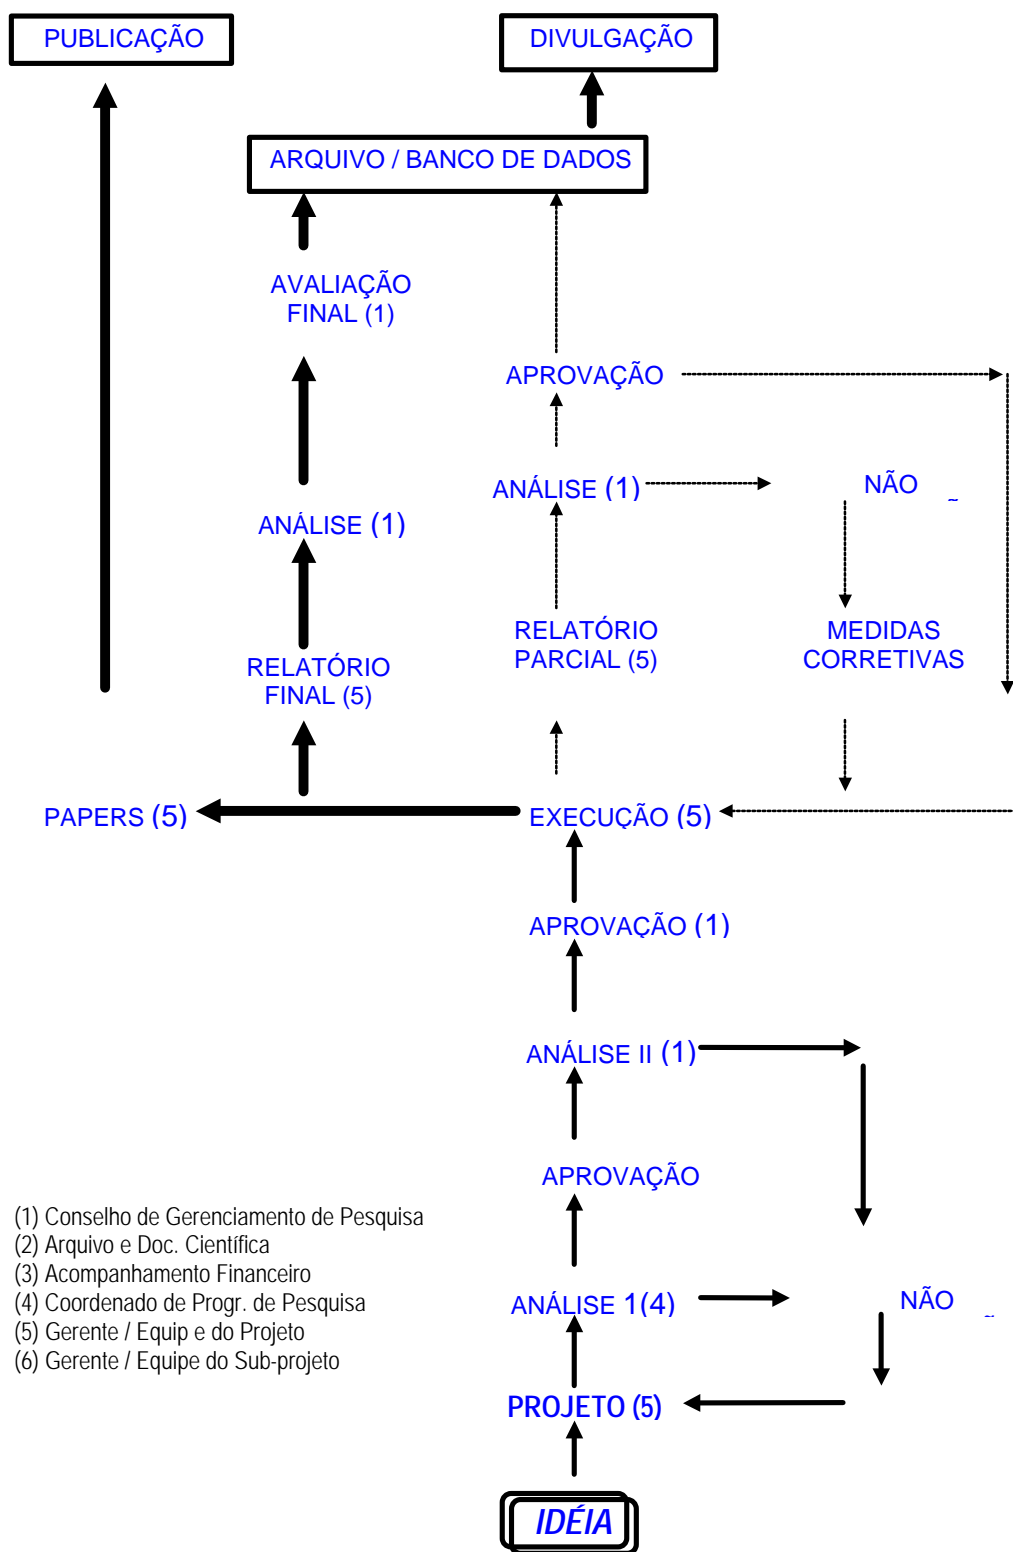 PUBLICAÇÃO
DIVULGAÇÃO
ARQUIVO / BANCO DE DADOS
AVALIAÇÃO
FINAL (1)
APROVAÇÃO
ANÁLISE (1)
NÃO
ANÁLISE (1)
RELATÓRIO
PARCIAL (5)
MEDIDAS
CORRETIVAS
RELATÓRIO
FINAL (5)
PAPERS (5)
EXECUÇÃO (5)
APROVAÇÃO (1)
ANÁLISE II (1)
APROVAÇÃO
(1) Conselho de Gerenciamento de Pesquisa
(2) Arquivo e Doc. Científica
(3) Acompanhamento Financeiro
(4) Coordenado de Progr. de Pesquisa
(5) Gerente / Equip e do Projeto
(6) Gerente / Equipe do Sub-projeto
ANÁLISE 1(4)
NÃO
PROJETO (5)
IDÉIA